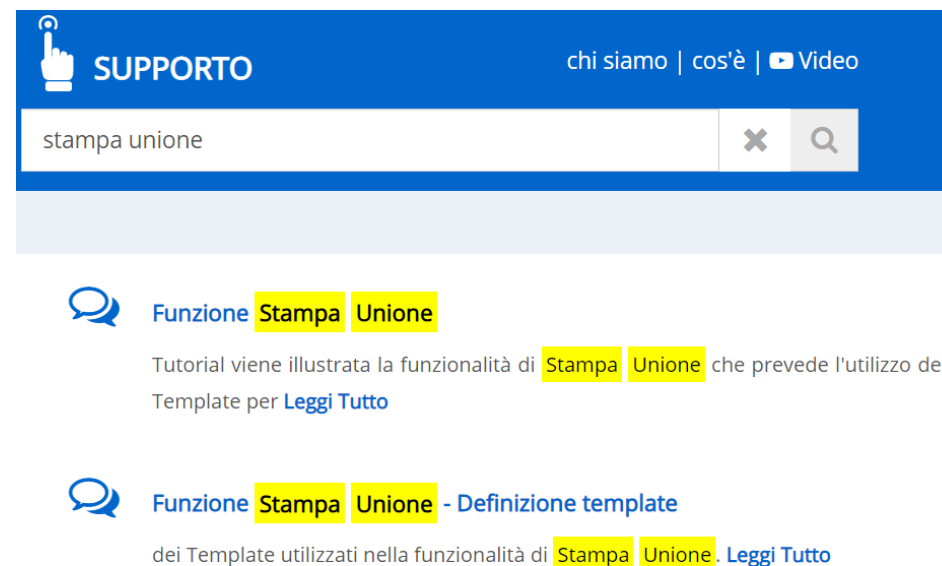 SUPPORTO
chi siamo | cos'è | Video
stampa unione
Funzione Stampa Unione
Tutorial viene illustrata la funzionalità di Stampa Unione che prevede l'utilizzo de
Template per Leggi Tutto
Funzione Stampa Unione - Definizione template
dei Template utilizzati nella funzionalità di Stampa Unione. Leggi Tutto